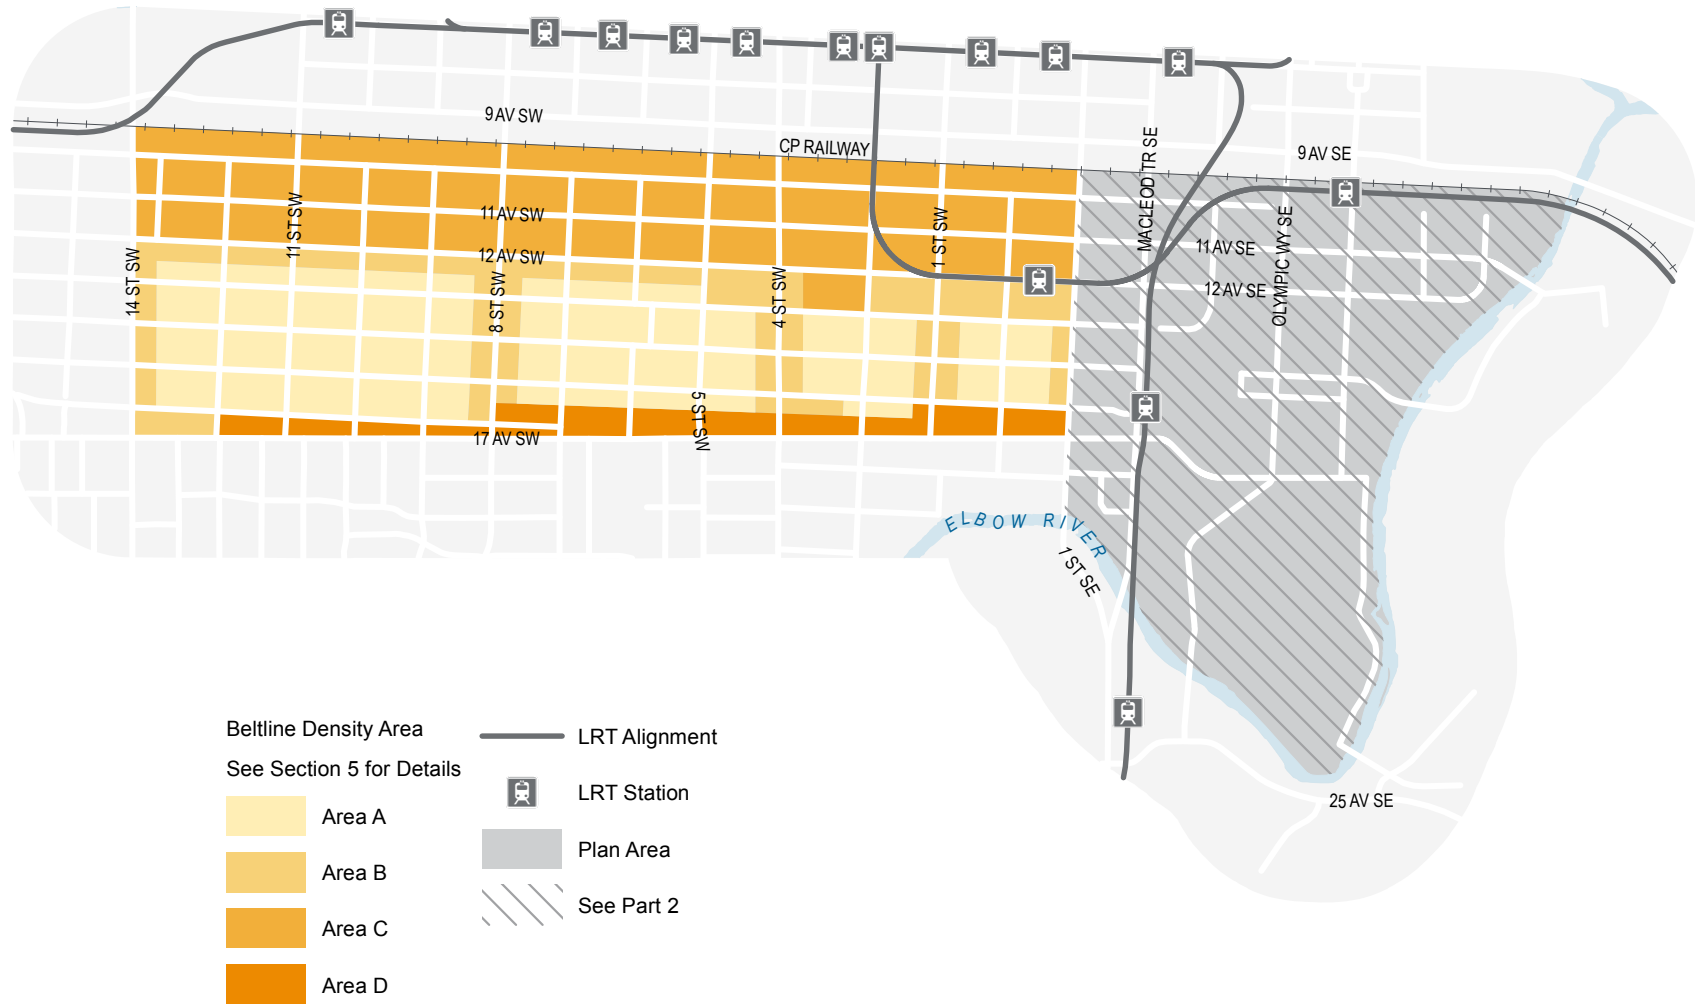 9 AV SW
CP RAILWAY
MACLEOD TR SE
9 AV SE
11 ST SW
11 AV SW
1 ST SW
OLYMPIC WY SE
11 AV SE
14 ST SW
12 AV SW
8 ST SW
4 ST SW
12 AV SE
5 ST SW
17 AV SW
ELBOW RIVER
1 ST SE
25 AV SE
Beltline Density Area
See Section 5 for Details
Area A
Area B
Area C
Area D
LRT Alignment
LRT Station
Plan Area
See Part 2